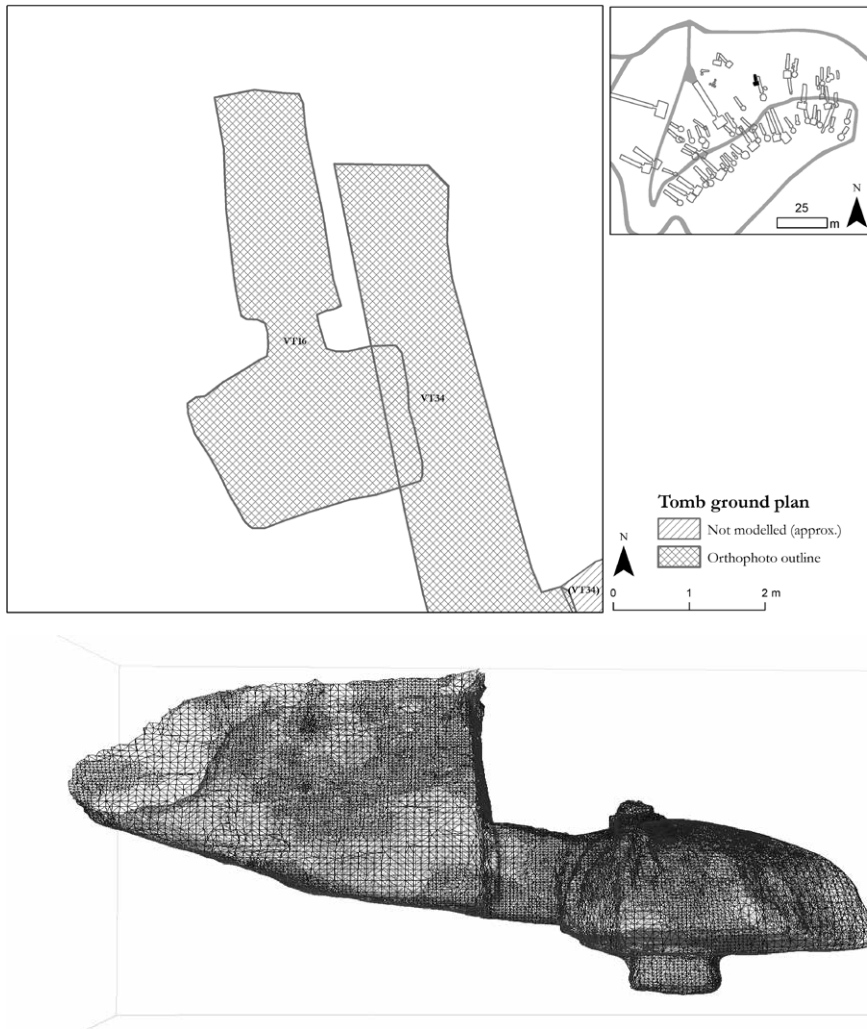 VT16
VT34
(VT34)
N
25
m
Tomb ground plan
N
Not modelled (approx.)
Orthophoto outline
0 1 2 m